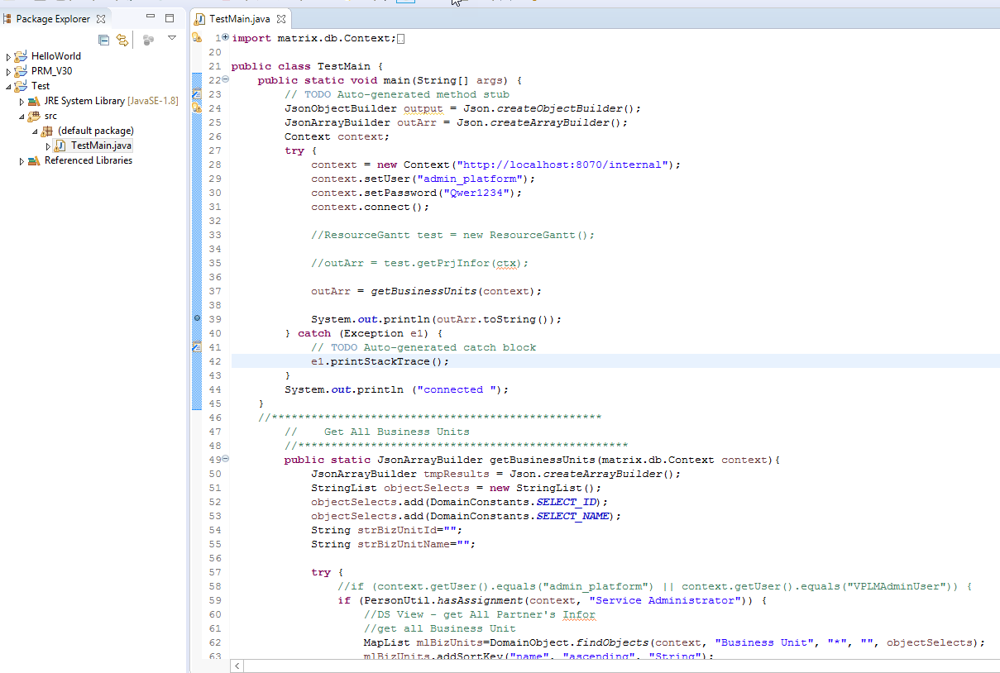 Package Explorer
HelloWorld
PRM_V30
Test
JRE System Library [JavaSE-1.8]
src
(default package)
TestMain.java
Referenced Libraries
TestMain.java
1 import matrix.db.Context;
20
21 public class TestMain {
22 public static void main(String[] args) {
23 // TODO Auto-generated method stub
24 JsonObjectBuilder output = Json.createObjectBuilder();
25 JsonArrayBuilder outArr = Json.createArrayBuilder();
26 Context context;
27 try {
28 context = new Context("http://localhost:8070/internal");
29 context.setUser("admin_platform");
30 context.setPassword("Qwer1234");
31 context.connect();
32
33 //ResourceGantt test = new ResourceGantt();
34
35 //outArr = test.getPrjInfor(ctx);
36
37 outArr = getBusinessUnits(context);
38
39 System.out.println(outArr.toString());
40 } catch (Exception e1) {
41 // TODO Auto-generated catch block
42 e1.printStackTrace();
43 }
44 System.out.println ("connected ");
45 }
46 //**************************************************
47 // Get All Business Units
48 //**************************************************
49 public static JsonArrayBuilder getBusinessUnits(matrix.db.Context context){
50 JsonArrayBuilder tmpResults = Json.createArrayBuilder();
51 StringList objectSelects = new StringList();
52 objectSelects.add(DomainConstants.SELECT_ID);
53 objectSelects.add(DomainConstants.SELECT_NAME);
54 String strBizUnitId="";
55 String strBizUnitName="";
56
57 try {
58 //if (context.getUser().equals("admin_platform") || context.getUser().equals("VPLMAdminUser")) {
59 if (PersonUtil.hasAssignment(context, "Service Administrator")) {
60 //DS View - get All Partner's Infor
61 //get all Business Unit
62 MapList mlBizUnits=DomainObject.findObjects(context, "Business Unit", "*", "", objectSelects);
63 mlBizUnits.addSortKey("name", "ascending", "String");